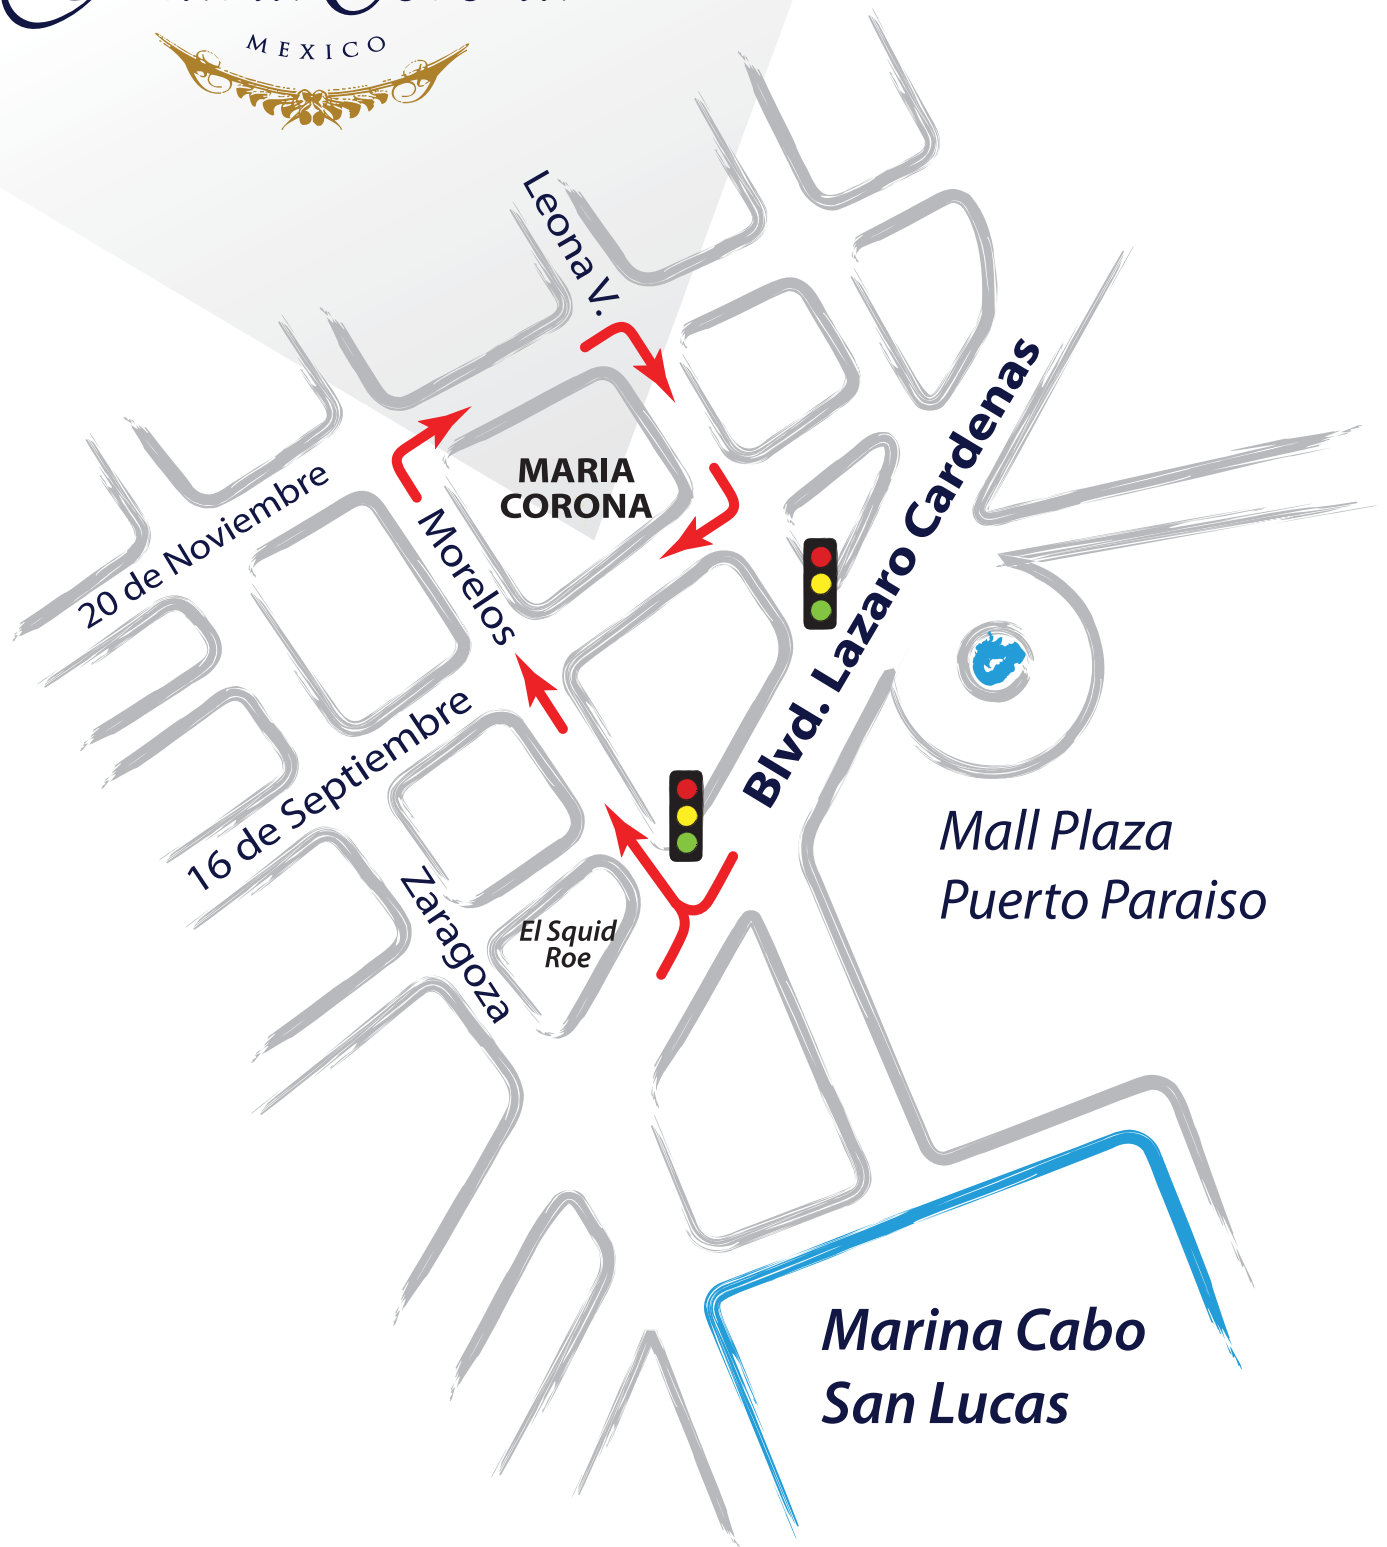 MEXICO
Leona V.
MARIA
CORONA
20 de Noviembre
Morelos
Blvd. Lazaro Cardenas
16 de Septiembre
Zaragoza
El Squid
Roe
Mall Plaza
Puerto Paraiso
Marina Cabo
San Lucas